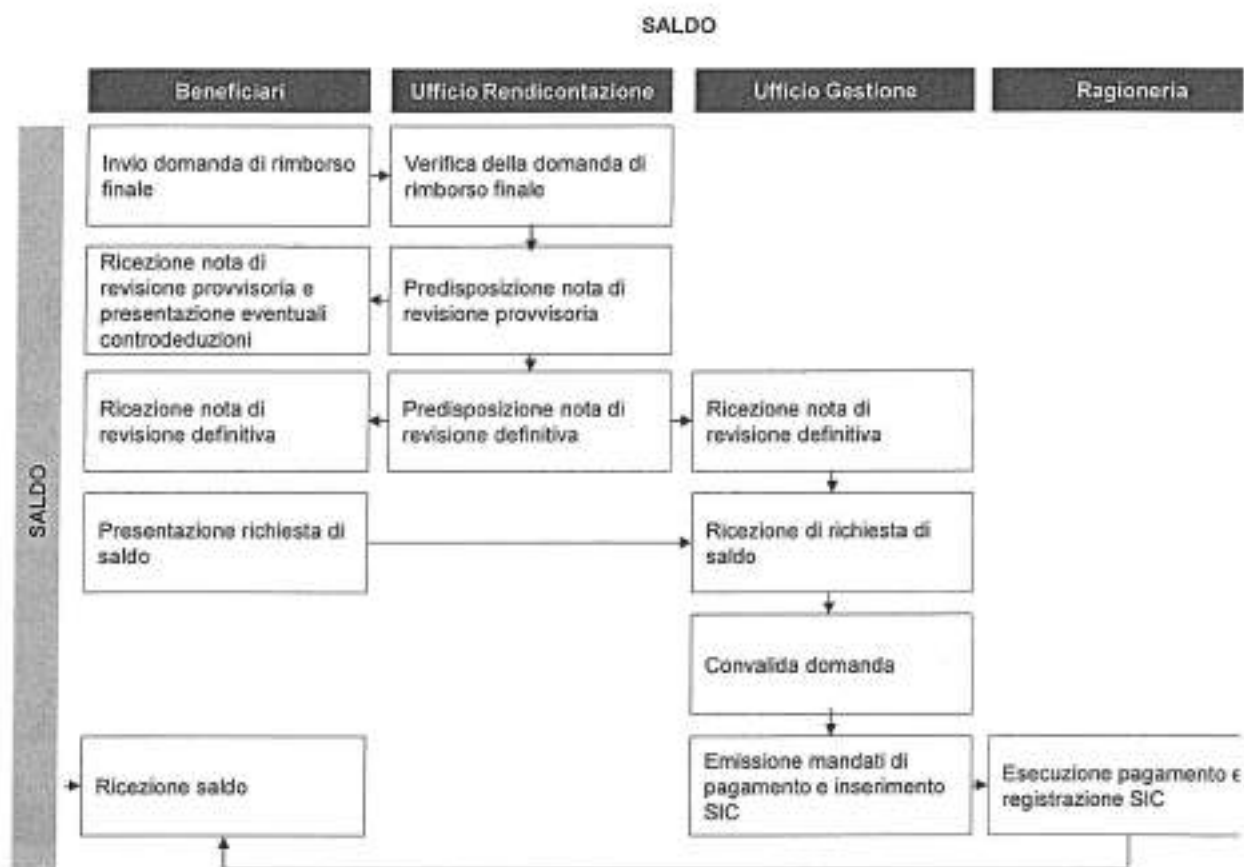 SALDO
Beneficiari
Ufficio Rendicontazione
Ufficio Gestione
Ragioneria
SALDO
Invio domanda di rimborso
finale
Verifica della domanda di
rimborso finale
Ricezione nota di
revisione provvisoria e
presentazione eventuali
controdeduzioni
Predisposizione nota di
revisione provvisoria
Ricezione nota di
revisione definitiva
Predisposizione nota di
revisione definitiva
Ricezione nota di
revisione definitiva
Presentazione richiesta di
saldo
Ricezione di richiesta di
saldo
Convalida domanda
Ricezione saldo
Emissione mandati di
pagamento e inserimento
SIC
Esecuzione pagamento e
registrazione SIC